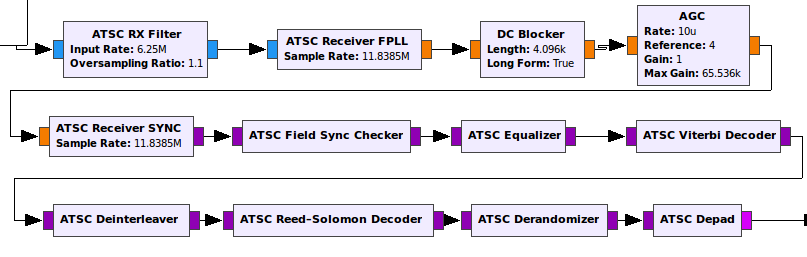 ATSC RX Filter
Input Rate: 6.25M
Oversampling Ratio: 1.1
ATSC Receiver FPLL
Sample Rate: 11.8385M
DC Blocker
Length: 4.096k
Long Form: True
AGC
Rate: 10u
Reference: 4
Gain: 1
Max Gain: 65.536k
ATSC Receiver SYNC
Sample Rate: 11.8385M
ATSC Field Sync Checker
ATSC Equalizer
ATSC Viterbi Decoder
ATSC Deinterleaver
ATSC Reed–Solomon Decoder
ATSC Derandomizer
ATSC Depad